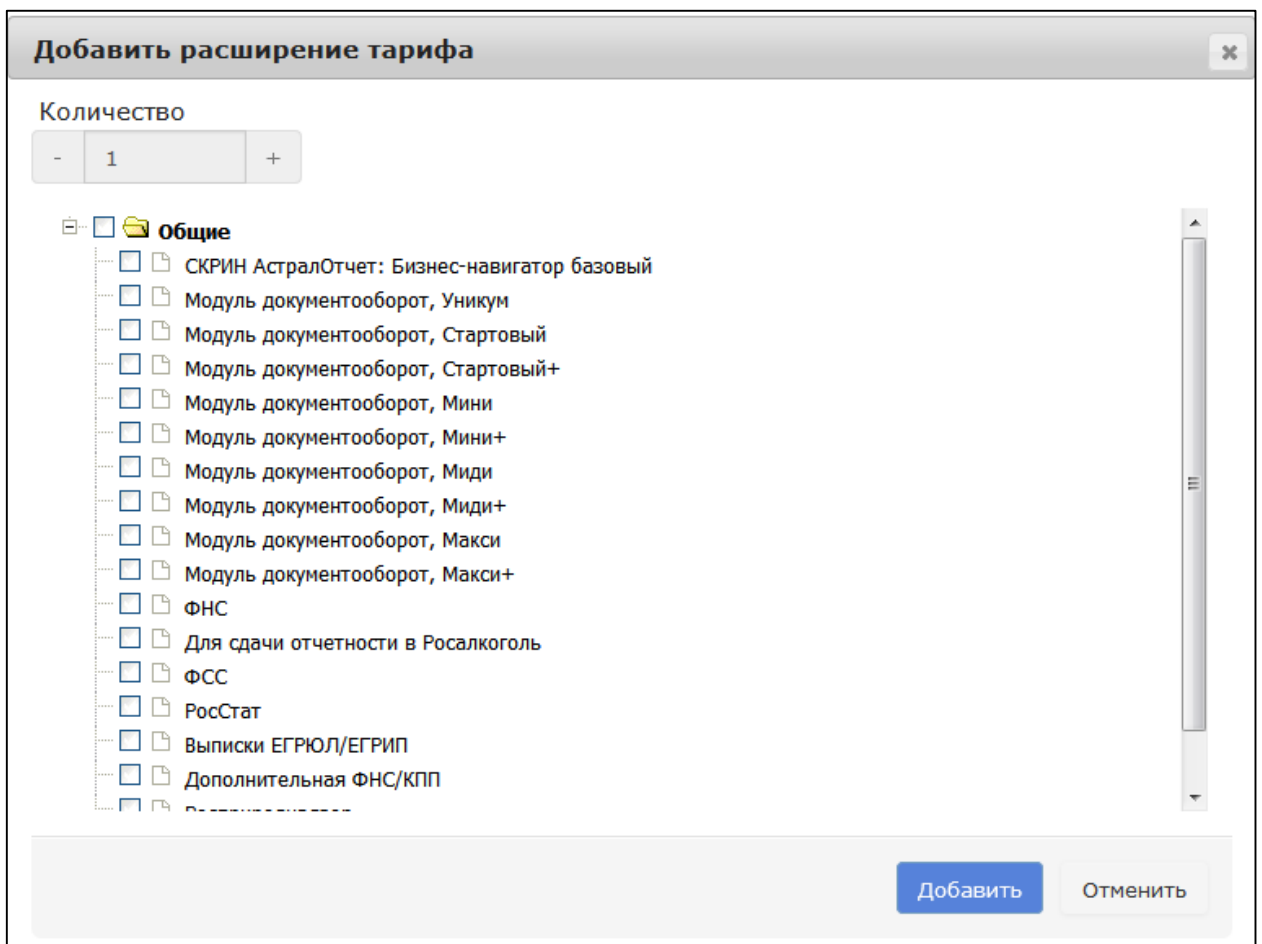 Добавить расширение тарифа
Количество
- 1 +
Общие
СКРИН АстралОтчет: Бизнес-навигатор базовый
Модуль документооборот, Уникум
Модуль документооборот, Стартовый
Модуль документооборот, Стартовый+
Модуль документооборот, Мини
Модуль документооборот, Мини+
Модуль документооборот, Миди
Модуль документооборот, Миди+
Модуль документооборот, Макси
Модуль документооборот, Макси+
ФНС
Для сдачи отчетности в Росалкоголь
ФСС
РосСтат
Выписки ЕГРЮЛ/ЕГРИП
Дополнительная ФНС/КПП
Добавить Отменить